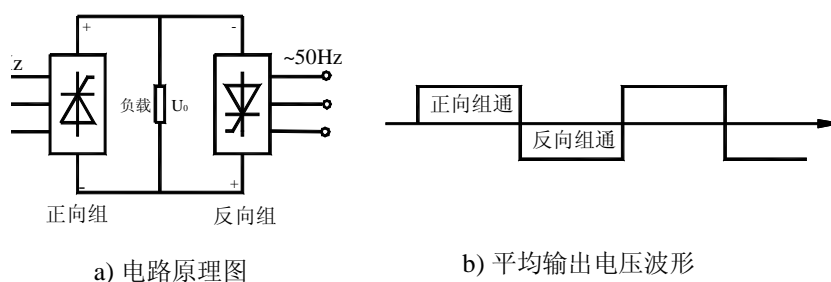 +
-
z
~50Hz
负载 U₀
-
+
正向组
反向组
a) 电路原理图
正向组通
反向组通
b) 平均输出电压波形